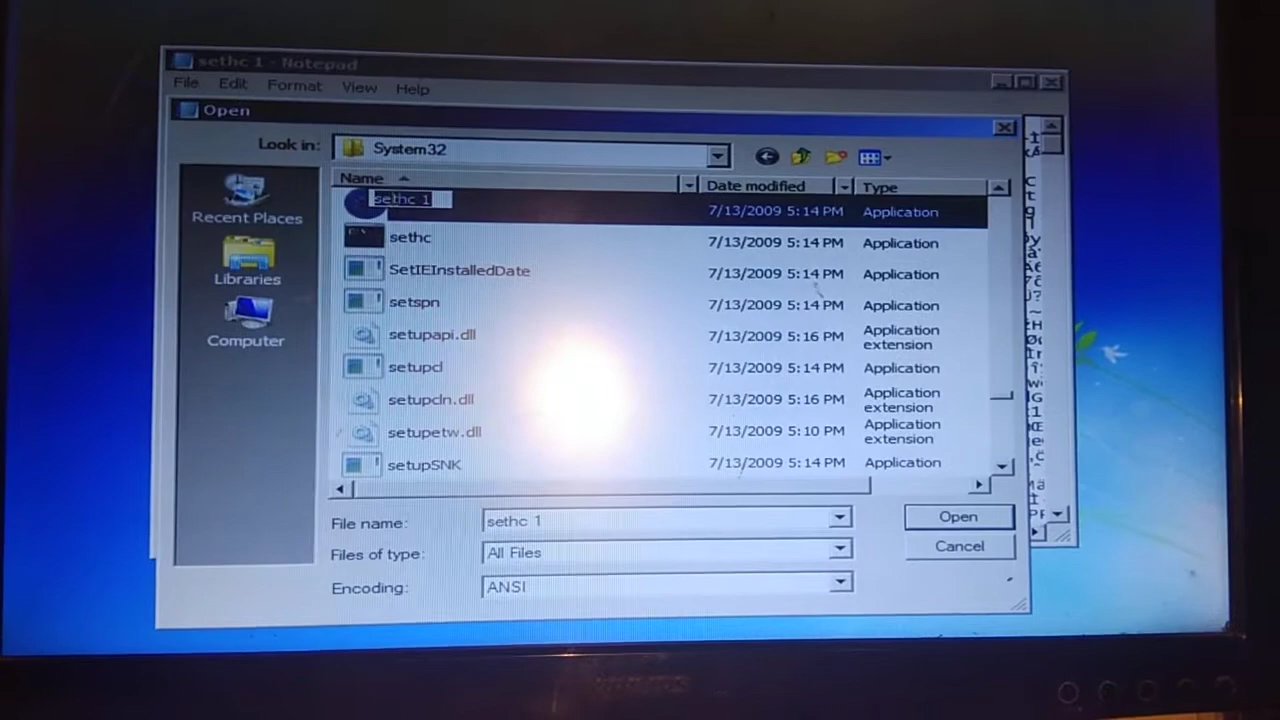 sethc 1 - Notepad
File Edit Format View Help
Open
Look in: System32
Name Date modified Type
Recent Places
Libraries
Computer
sethc 1 7/13/2009 5:14 PM Application
sethc 7/13/2009 5:14 PM Application
SetIEInstalledDate 7/13/2009 5:14 PM Application
setspn 7/13/2009 5:14 PM Application
setupapi.dll 7/13/2009 5:16 PM Application
extension
setupcl 7/13/2009 5:14 PM Application
setupcln.dll 7/13/2009 5:16 PM Application
extension
setupetw.dll 7/13/2009 5:10 PM Application
extension
setupSNK 7/13/2009 5:14 PM Application
File name: sethc 1 Open
Files of type: All Files Cancel
Encoding: ANSI